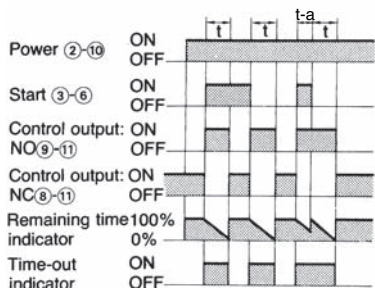 t-a
t t t
Power ②-⑩ ON
OFF
Start ③-⑥ ON
OFF
Control output: ON
NO⑨-⑪ OFF
Control output: ON
NC⑧-⑪ OFF
Remaining time 100%
indicator 0%
Time-out ON
indicator OFF